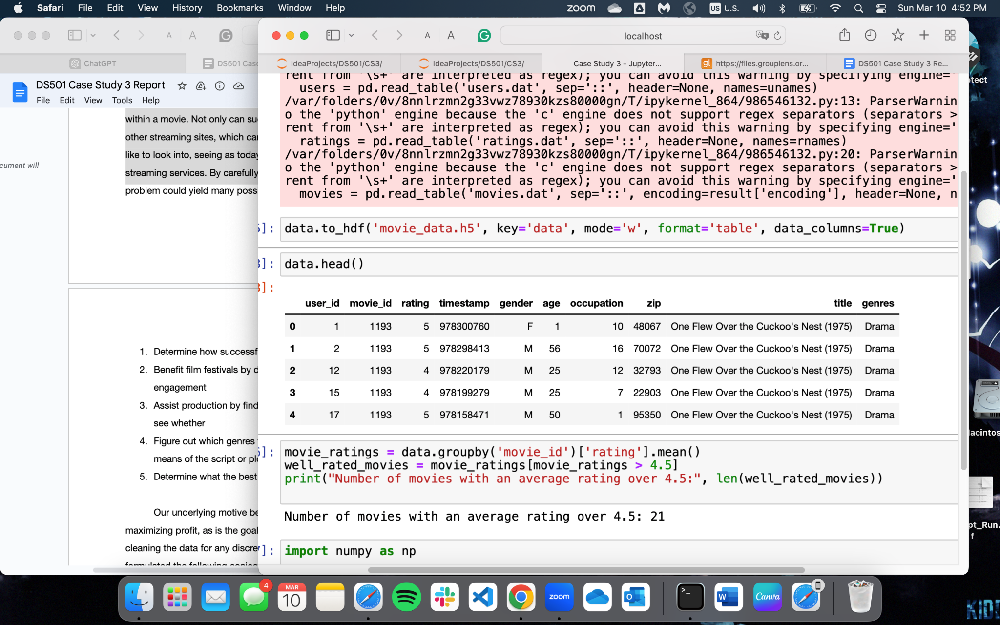 Safari File Edit View History Bookmarks Window Help zoom US U.S. Sun Mar 10 4:52 PM
A A localhost
ChatGPT DS501 Case IdeaProjects/DS501/CS3/ IdeaProjects/DS501/CS3/ Case Study 3 - Jupyter... gl https://files.grouplens.or... DS501 Case Study 3 Re...
DS501 Case Study 3 Report
File Edit View Tools Help
cument will
within a movie. Not only can su
other streaming sites, which car
like to look into, seeing as today
streaming services. By carefully
problem could yield many possi
1. Determine how successf
2. Benefit film festivals by d
engagement
3. Assist production by find
see whether
4. Figure out which genres
means of the script or plo
5. Determine what the best
Our underlying motive be
maximizing profit, as is the goal
cleaning the data for any discre
formulated the following conjec
rent from '\s+' are interpreted as regex); you can avoid this warning by specifying engine='
users = pd.read_table('users.dat', sep='::', header=None, names=unames)
/var/folders/0v/8nnlrzmn2g33vwz78930kzs80000gn/T/ipykernel_864/986546132.py:13: ParserWarnin
o the 'python' engine because the 'c' engine does not support regex separators (separators >
rent from '\s+' are interpreted as regex); you can avoid this warning by specifying engine='
ratings = pd.read_table('ratings.dat', sep='::', header=None, names=rnames)
/var/folders/0v/8nnlrzmn2g33vwz78930kzs80000gn/T/ipykernel_864/986546132.py:20: ParserWarnin
o the 'python' engine because the 'c' engine does not support regex separators (separators >
rent from '\s+' are interpreted as regex); you can avoid this warning by specifying engine='
movies = pd.read_table('movies.dat', sep='::', encoding=result['encoding'], header=None, n
]: data.to_hdf('movie_data.h5', key='data', mode='w', format='table', data_columns=True)
]: data.head()
]:
user_id movie_id rating timestamp gender age occupation zip title genres
0 1 1193 5 978300760 F 1 10 48067 One Flew Over the Cuckoo's Nest (1975) Drama
1 2 1193 5 978298413 M 56 16 70072 One Flew Over the Cuckoo's Nest (1975) Drama
2 12 1193 4 978220179 M 25 12 32793 One Flew Over the Cuckoo's Nest (1975) Drama
3 15 1193 4 978199279 M 25 7 22903 One Flew Over the Cuckoo's Nest (1975) Drama
4 17 1193 5 978158471 M 50 1 95350 One Flew Over the Cuckoo's Nest (1975) Drama
]: movie_ratings = data.groupby('movie_id')['rating'].mean()
well_rated_movies = movie_ratings[movie_ratings > 4.5]
print("Number of movies with an average rating over 4.5:", len(well_rated_movies))
Number of movies with an average rating over 4.5: 21
]: import numpy as np
otect
lacintos
pt_Run.
f
4
MAR
10
zoom
O
>_
W
Canva
KID